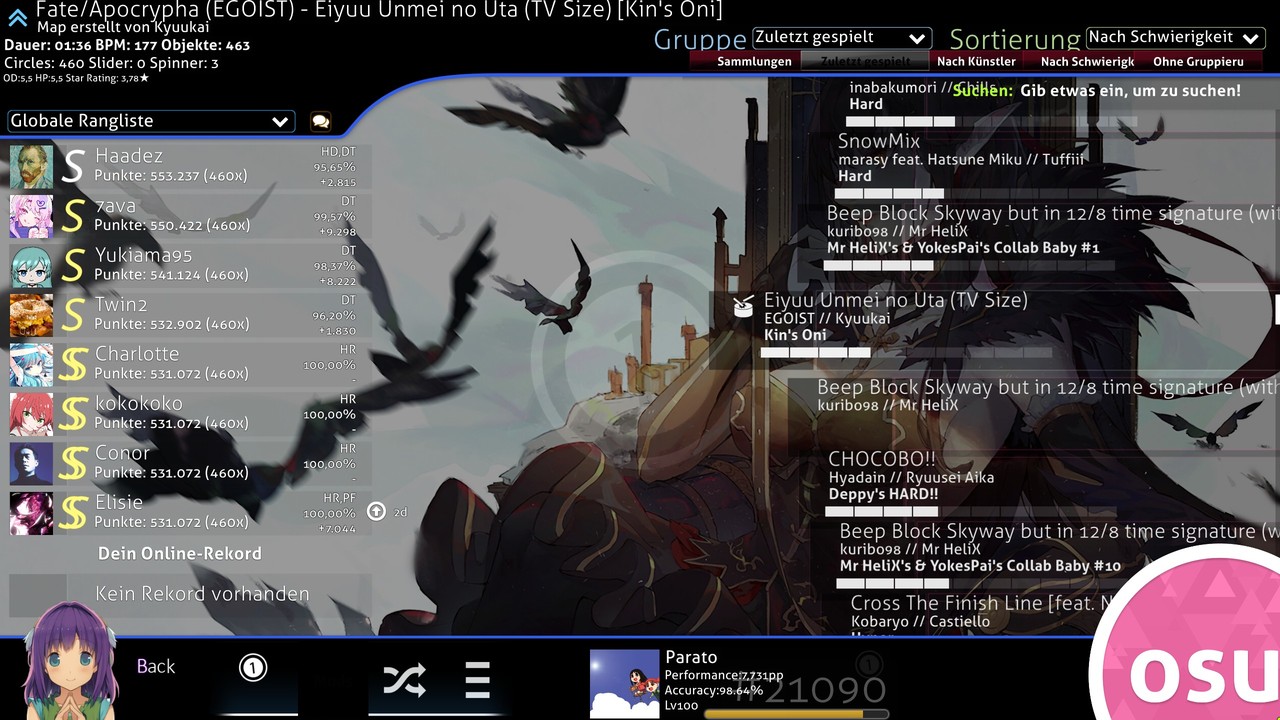 Fate/Apocrypha (EGOIST) - Eiyuu Unmei no Uta (TV Size) [Kin's Oni]
Map erstellt von Kyuukai
Dauer: 01:36 BPM: 177 Objekte: 463
Circles: 460 Slider: 0 Spinner: 3
OD:5,5 HP:5,5 Star Rating: 3,78★
Gruppe Zuletzt gespielt
Sortierung Nach Schwierigkeit
Sammlungen Zuletzt gespielt Nach Künstler Nach Schwierigk Ohne Gruppieru
Suchen: Gib etwas ein, um zu suchen!
Globale Rangliste
Haadez HD,DT
Punkte: 553.237 (460x) 95,65%
+2.815
7ava DT
Punkte: 550.422 (460x) 99,57%
+9.298
Yukiama95 DT
Punkte: 541.124 (460x) 98,37%
+8.222
Twin2 DT
Punkte: 532.902 (460x) 96,20%
+1.830
Charlotte HR
Punkte: 531.072 (460x) 100,00%
-
kokokoko HR
Punkte: 531.072 (460x) 100,00%
-
Conor HR
Punkte: 531.072 (460x) 100,00%
-
Elisie HR,PF
Punkte: 531.072 (460x) 100,00%
+7.044
2d
Dein Online-Rekord
Kein Rekord vorhanden
inabakumori // Chilla
Hard
SnowMix
marasy feat. Hatsune Miku // Tuffiii
Hard
Beep Block Skyway but in 12/8 time signature (wit
kuribo98 // Mr HeliX
Mr HeliX's & YokesPai's Collab Baby #1
Eiyuu Unmei no Uta (TV Size)
EGOIST // Kyuukai
Kin's Oni
Beep Block Skyway but in 12/8 time signature (with
kuribo98 // Mr HeliX
CHOCOBO!!
Hyadain // Ryuusei Aika
Deppy's HARD!!
Beep Block Skyway but in 12/8 time signature (w
kuribo98 // Mr HeliX
Mr HeliX's & YokesPai's Collab Baby #10
Cross The Finish Line [feat. N
Kobaryo // Castiello
Back
1
Parato
Performance:7.731pp
Accuracy:98.64%
Lv100
#21090
1
osu